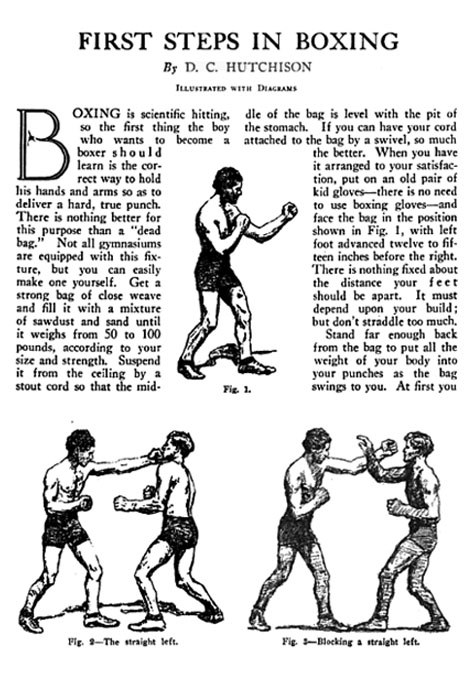 FIRST STEPS IN BOXING
By D. C. HUTCHISON
ILLUSTRATED WITH DIAGRAMS
BOXING is scientific hitting,
so the first thing the boy
who wants to become a
boxer should
learn is the cor-
rect way to hold
his hands and arms so as to
deliver a hard, true punch.
There is nothing better for
this purpose than a "dead
bag." Not all gymnasiums
are equipped with this fix-
ture, but you can easily
make one yourself. Get a
strong bag of close weave
and fill it with a mixture
of sawdust and sand until
it weighs from 50 to 100
pounds, according to your
size and strength. Suspend
it from the ceiling by a
stout cord so that the mid-
dle of the bag is level with the pit of
the stomach. If you can have your cord
attached to the bag by a swivel, so much
the better. When you have
it arranged to your satisfac-
tion, put on an old pair of
kid gloves—there is no need
to use boxing gloves—and
face the bag in the position
shown in Fig. 1, with left
foot advanced twelve to fif-
teen inches before the right.
There is nothing fixed about
the distance your feet
should be apart. It must
depend upon your build;
but don't straddle too much.
Stand far enough back
from the bag to put all the
weight of your body into
your punches as the bag
swings to you. At first you
Fig. 1.
Fig. 2—The straight left.
Fig. 3—Blocking a straight left.